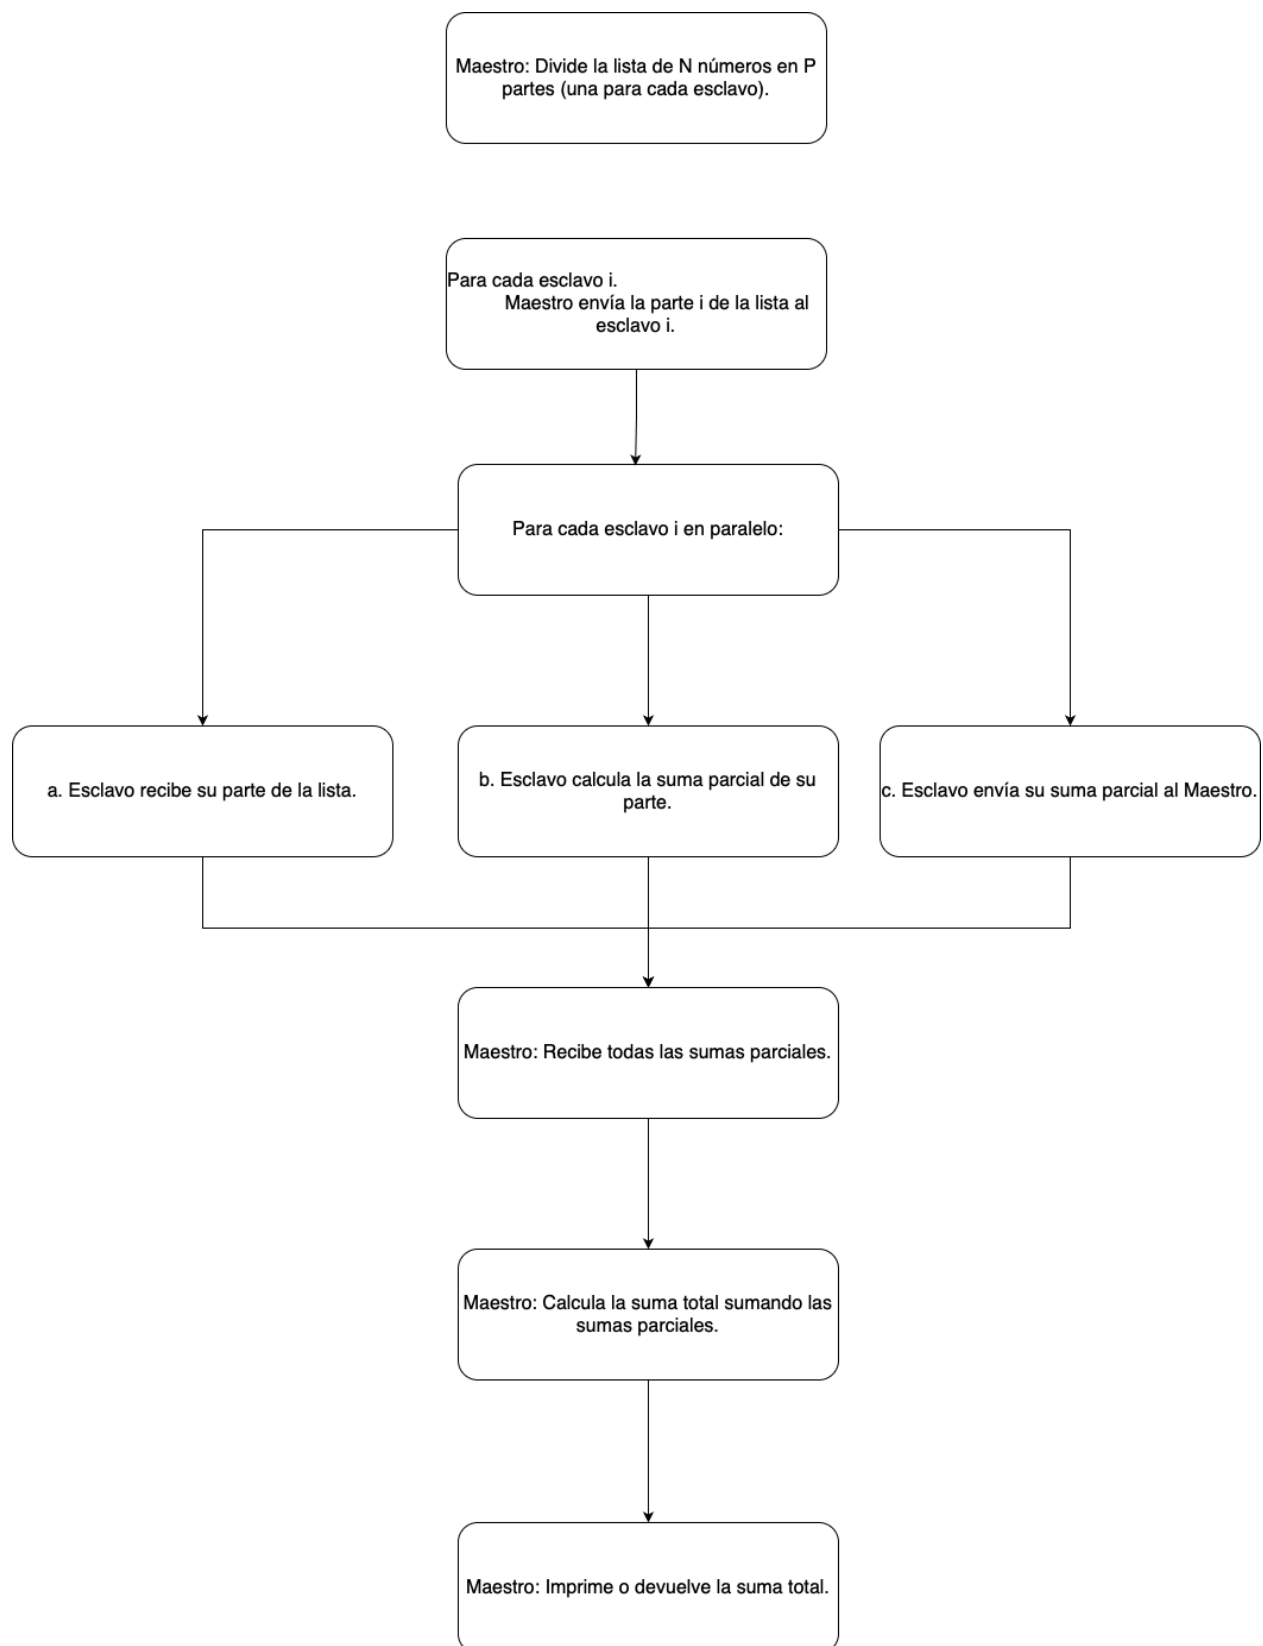 Maestro: Divide la lista de N números en P
partes (una para cada esclavo).
Para cada esclavo i.
Maestro envía la parte i de la lista al
esclavo i.
Para cada esclavo i en paralelo:
a. Esclavo recibe su parte de la lista.
b. Esclavo calcula la suma parcial de su
parte.
c. Esclavo envía su suma parcial al Maestro.
Maestro: Recibe todas las sumas parciales.
Maestro: Calcula la suma total sumando las
sumas parciales.
Maestro: Imprime o devuelve la suma total.